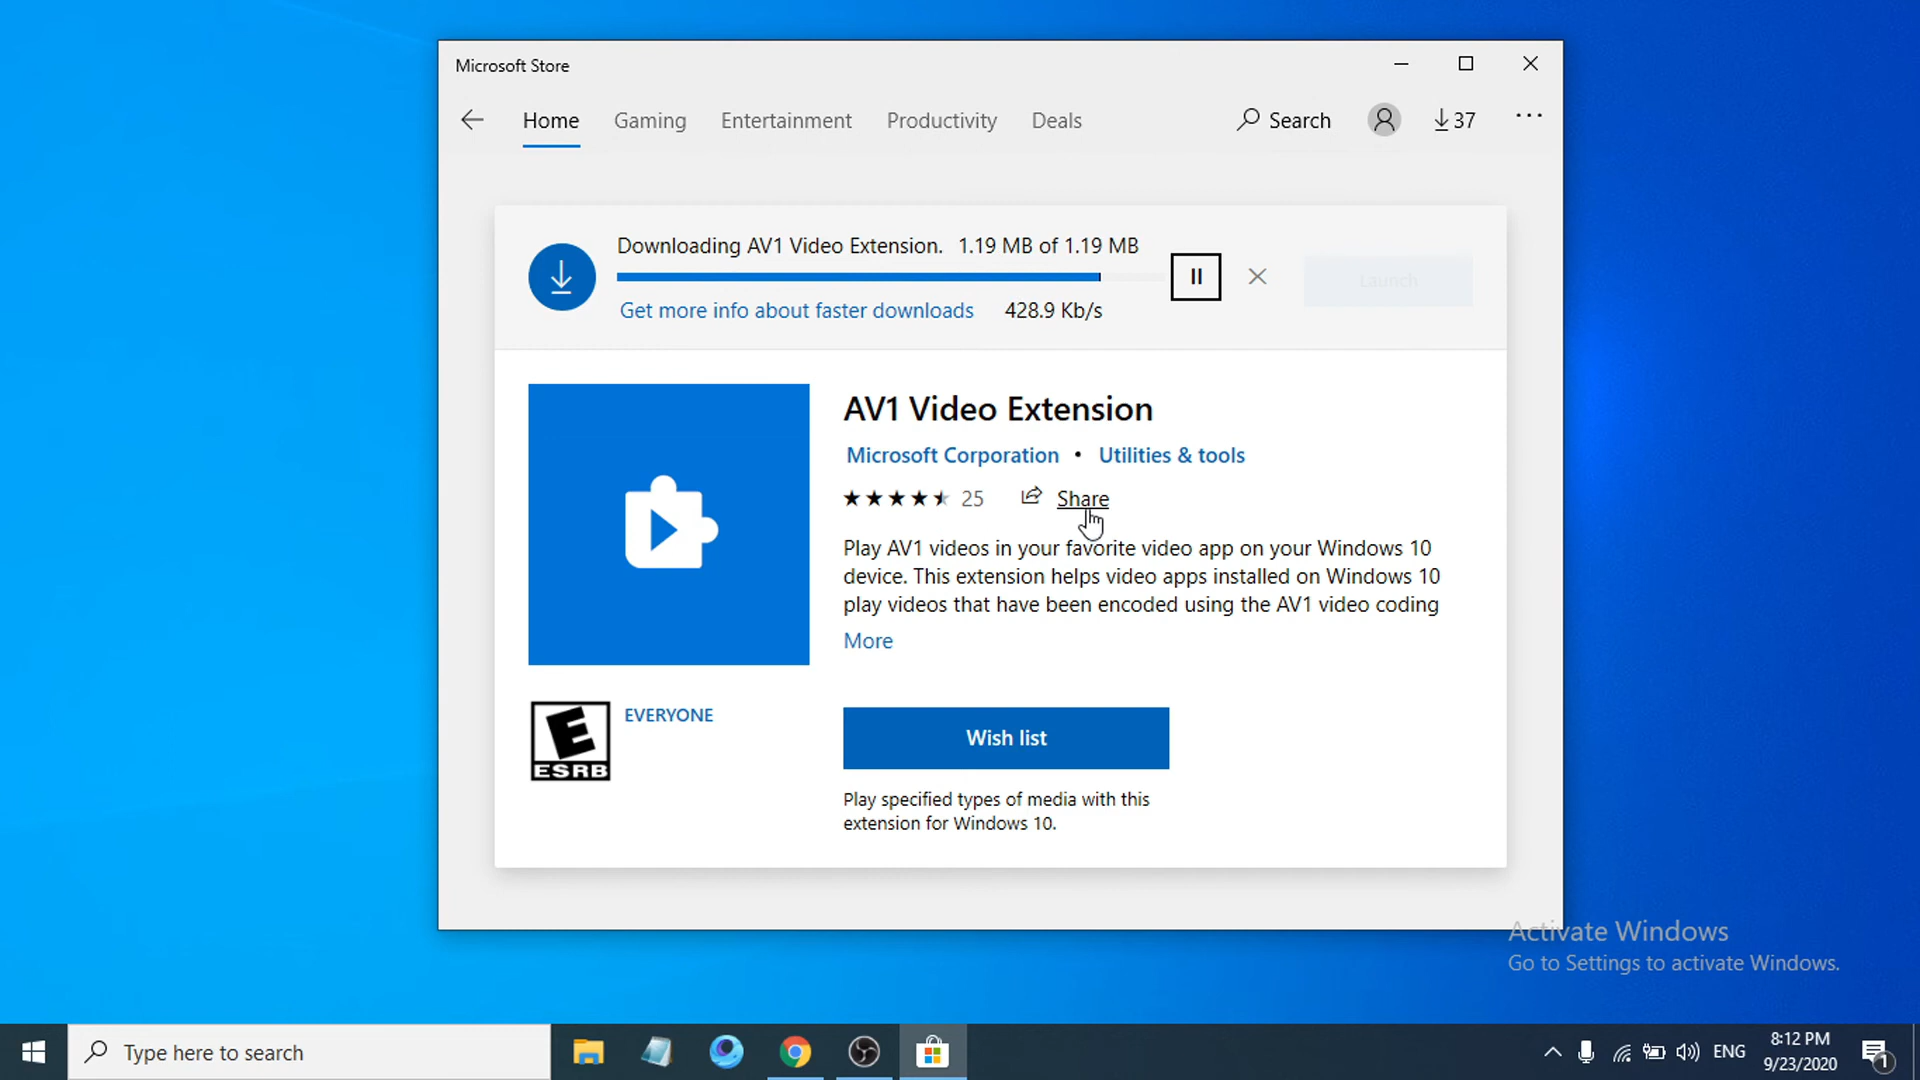 Microsoft Store
Home Gaming Entertainment Productivity Deals Search 37
Downloading AV1 Video Extension. 1.19 MB of 1.19 MB
Launch
Get more info about faster downloads 428.9 Kb/s
AV1 Video Extension
Microsoft Corporation • Utilities & tools
25 Share
Play AV1 videos in your favorite video app on your Windows 10
device. This extension helps video apps installed on Windows 10
play videos that have been encoded using the AV1 video coding
More
E
ESRB
EVERYONE
Wish list
Play specified types of media with this
extension for Windows 10.
Activate Windows
Go to Settings to activate Windows.
Type here to search
ENG
8:12 PM
9/23/2020
1